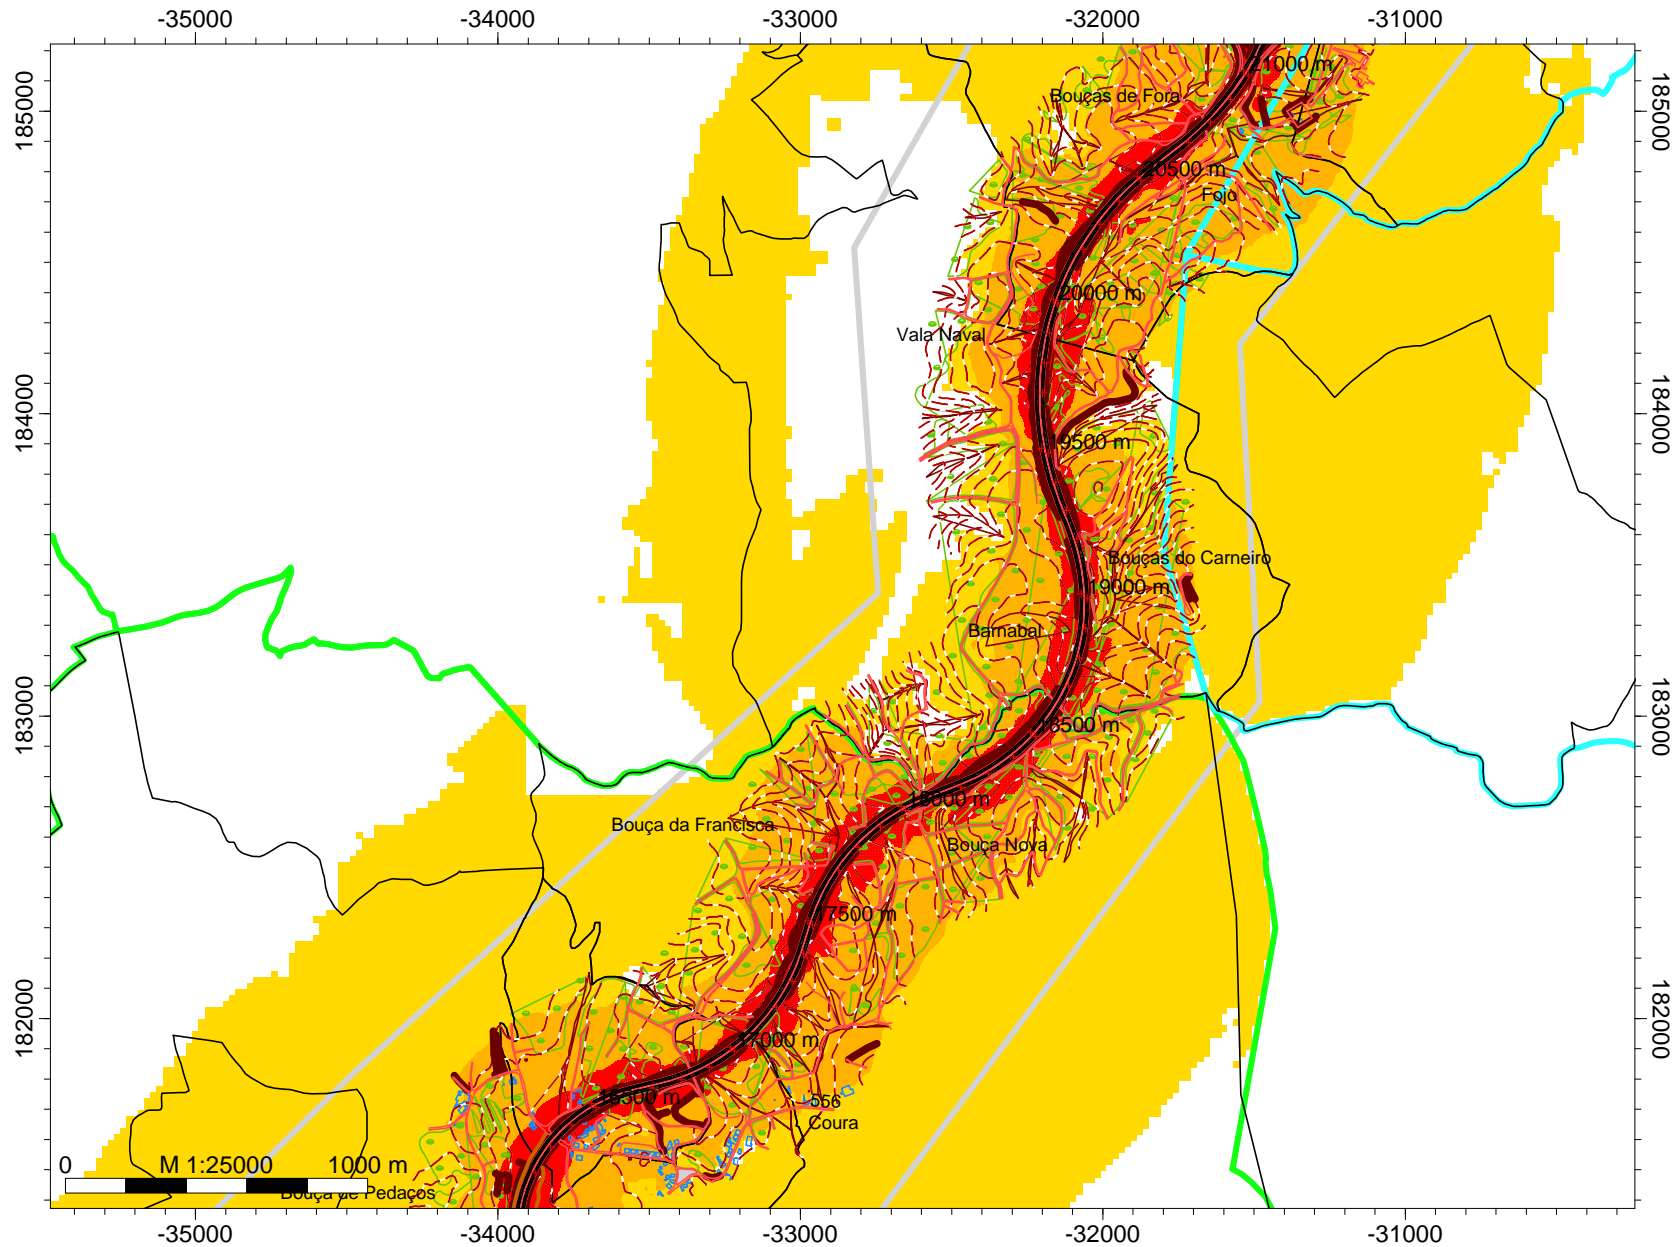 -35000 -34000 -33000 -32000 -31000
21000 m
Bouças de Fora
185000
185000
20500 m
Fojo
20000 m
Vala Naval
184000
184000
19500 m
Bouças do Carneiro
19000 m
Barnabal
183000
183000
18500 m
18000 m
Bouça da Francisca
Bouça Nova
17500 m
182000
182000
17000 m
16500 m
556
Coura
0 M 1:25000 1000 m
Bouça de Pedaços
-35000 -34000 -33000 -32000 -31000